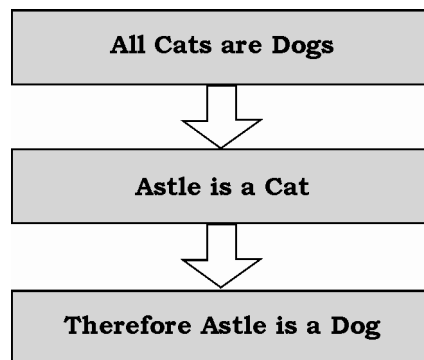 All Cats are Dogs
Astle is a Cat
Therefore Astle is a Dog